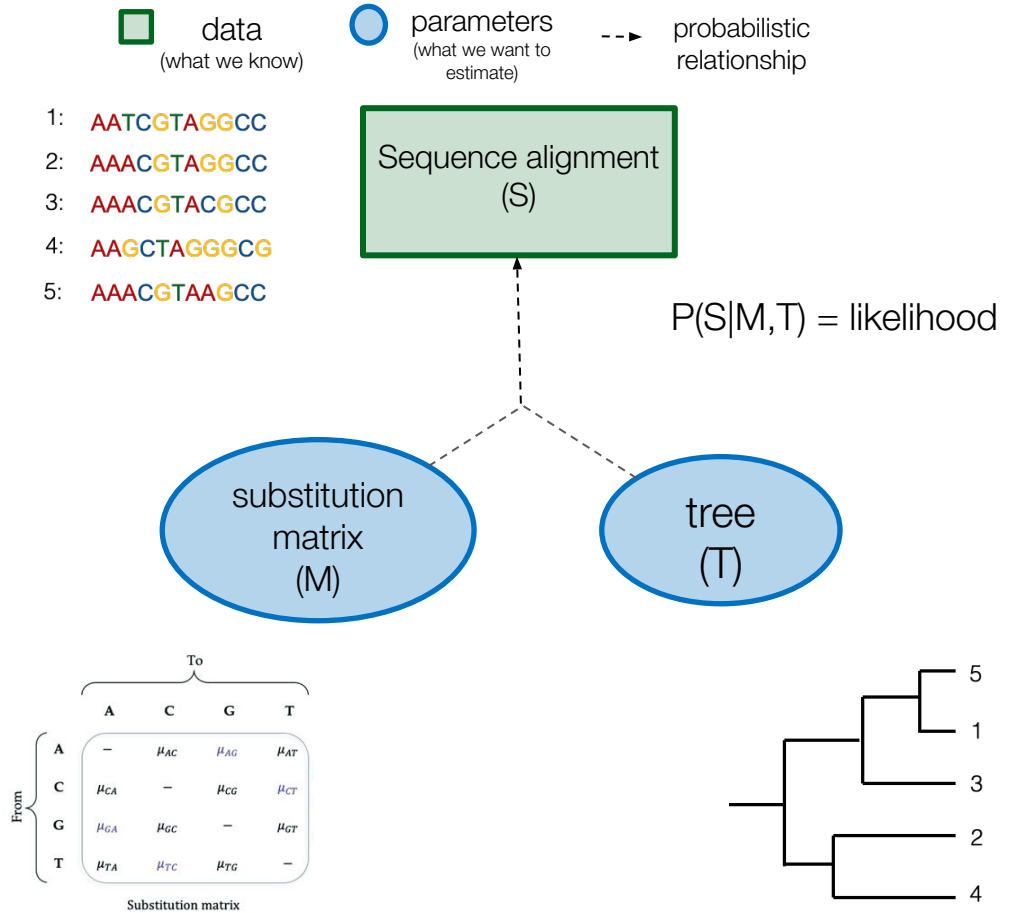 data
(what we know)
parameters
(what we want to
estimate)
probabilistic
relationship
1: AATCGTAGGCC
2: AAACGTAGGCC
3: AAACGTACGCC
4: AAGCTAGGGCG
5: AAACGTAAGCC
Sequence alignment
(S)
P(S|M,T) = likelihood
substitution
matrix
(M)
tree
(T)
To
A C G T
From
A – μAC μAG μAT
C μCA – μCG μCT
G μGA μGC – μGT
T μTA μTC μTG –
Substitution matrix
5
1
3
2
4